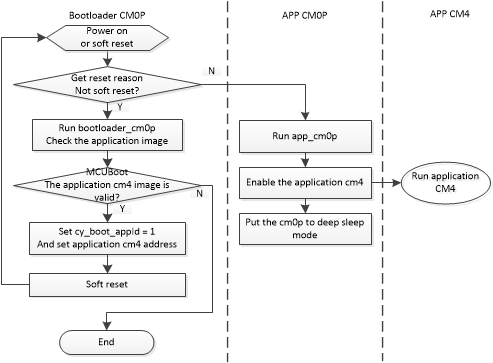 Bootloader CM0P
APP CM0P
APP CM4
Power on
or soft reset
Get reset reason
Not soft reset?
N
Y
Run bootloader_cm0p
Check the application image
Run app_cm0p
MCUBoot
The application cm4 image is
valid?
N
Y
Enable the application cm4
Run application
CM4
Set cy_boot_appId = 1
And set application cm4 address
Put the cm0p to deep sleep
mode
Soft reset
End